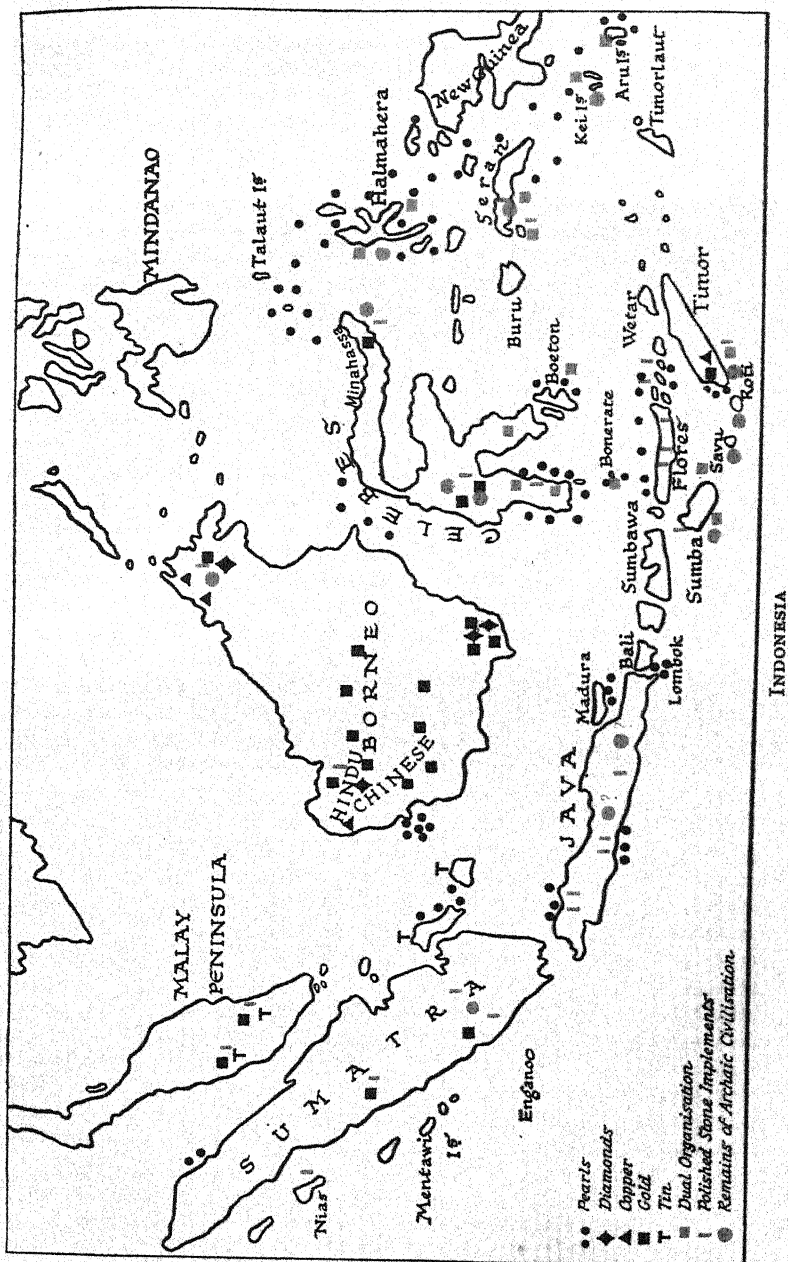 MINDANAO
Talaut Is
Halmahera
New Guinea
MALAY
PENINSULA
Minahassa
CELEBES
HINDU
BORNEO
CHINESE
Seran
Buru
Boeton
Kei Is
Aru Is
Timorlaut
T
T
T
T
SUMATRA
Nias
Mentawi
Is
Enganoo
JAVA
Madura
Bali
Lombok
Sumbawa
Sumba
Bonerate
Flores
Savu
Wetar
Timor
Roti
?
?
Pearls
Diamonds
Copper
Gold
T Tin
Dual Organisation
Polished Stone Implements
Remains of Archaic Civilisation
INDONESIA